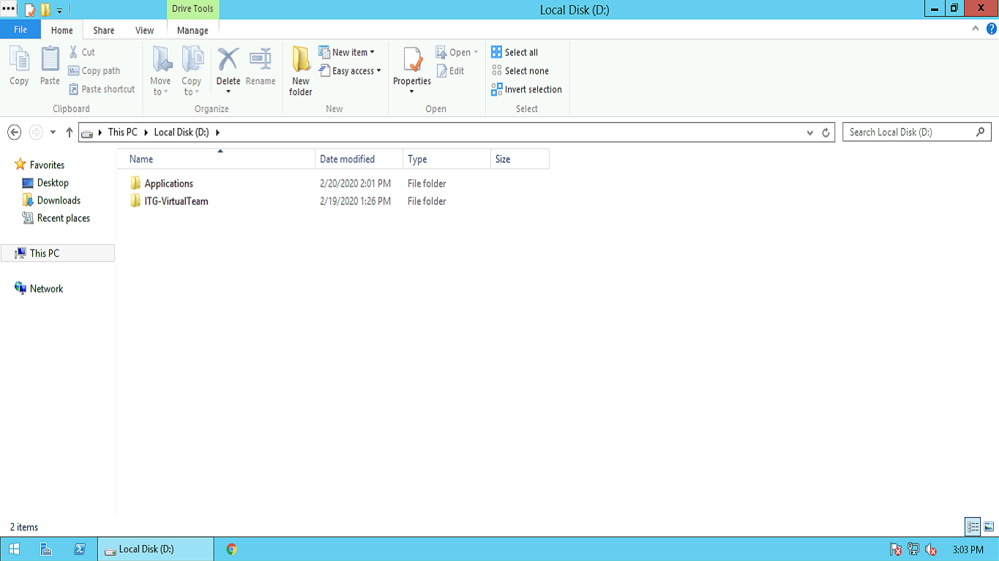 Drive Tools
Local Disk (D:)
X
File Home Share View Manage
?
Copy
Paste
Cut
Copy path
Paste shortcut
Clipboard
Move to
Copy to
Delete
Rename
Organize
New folder
New item
Easy access
New
Properties
Open
Edit
Open
Select all
Select none
Invert selection
Select
This PC Local Disk (D:)
Search Local Disk (D:)
Favorites
Desktop
Downloads
Recent places
This PC
Network
Name Date modified Type Size
Applications 2/20/2020 2:01 PM File folder
ITG-VirtualTeam 2/19/2020 1:26 PM File folder
2 items
Local Disk (D:)
3:03 PM